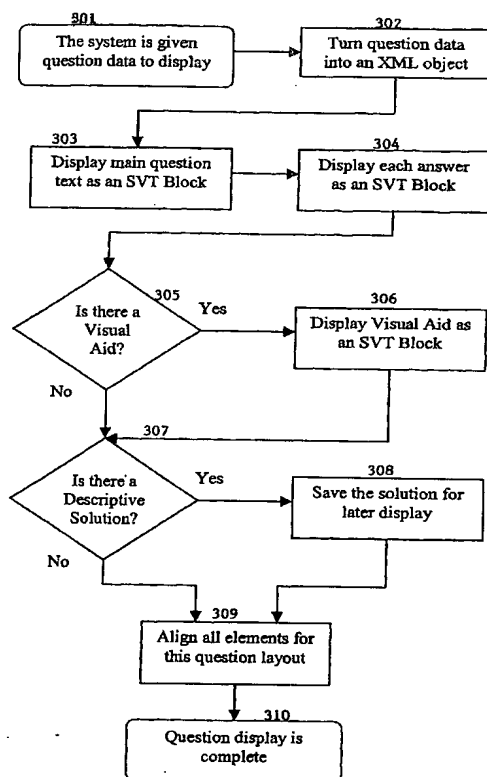 301
The system is given
question data to display
302
Turn question data
into an XML object
303
Display main question
text as an SVT Block
304
Display each answer
as an SVT Block
305
Is there a
Visual
Aid?
Yes
No
306
Display Visual Aid as
an SVT Block
307
Is there a
Descriptive
Solution?
Yes
No
308
Save the solution for
later display
309
Align all elements for
this question layout
310
Question display is
complete